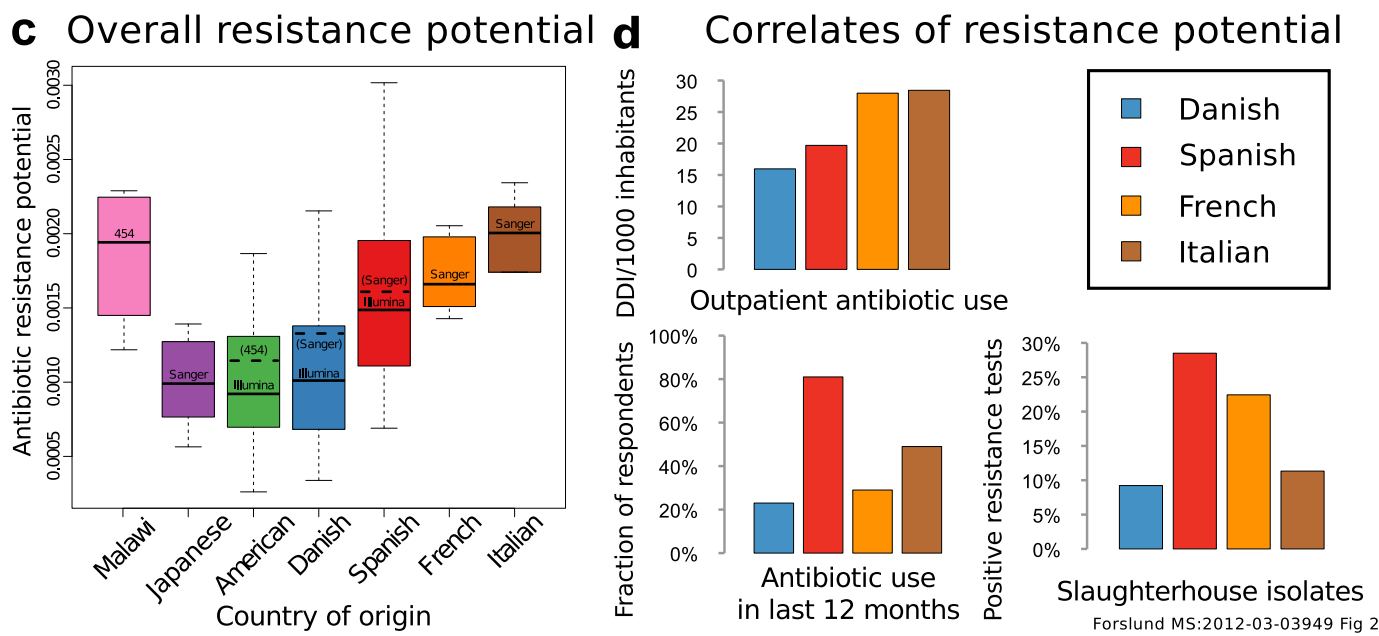 c Overall resistance potential
Antibiotic resistance potential
0.0030
0.0025
0.0020
0.0015
0.0010
0.0005
454
Sanger
(454)
Illumina
(Sanger)
Illumina
(Sanger)
Illumina
Sanger
Sanger
Malawi
Japanese
American
Danish
Spanish
French
Italian
Country of origin
d Correlates of resistance potential
DDI/1000 inhabitants
30
25
20
15
10
5
0
Outpatient antibiotic use
Danish
Spanish
French
Italian
Fraction of respondents
100%
80%
60%
40%
20%
0%
Antibiotic use
in last 12 months
Positive resistance tests
30%
25%
20%
15%
10%
5%
0%
Slaughterhouse isolates
Forslund MS:2012-03-03949 Fig 2